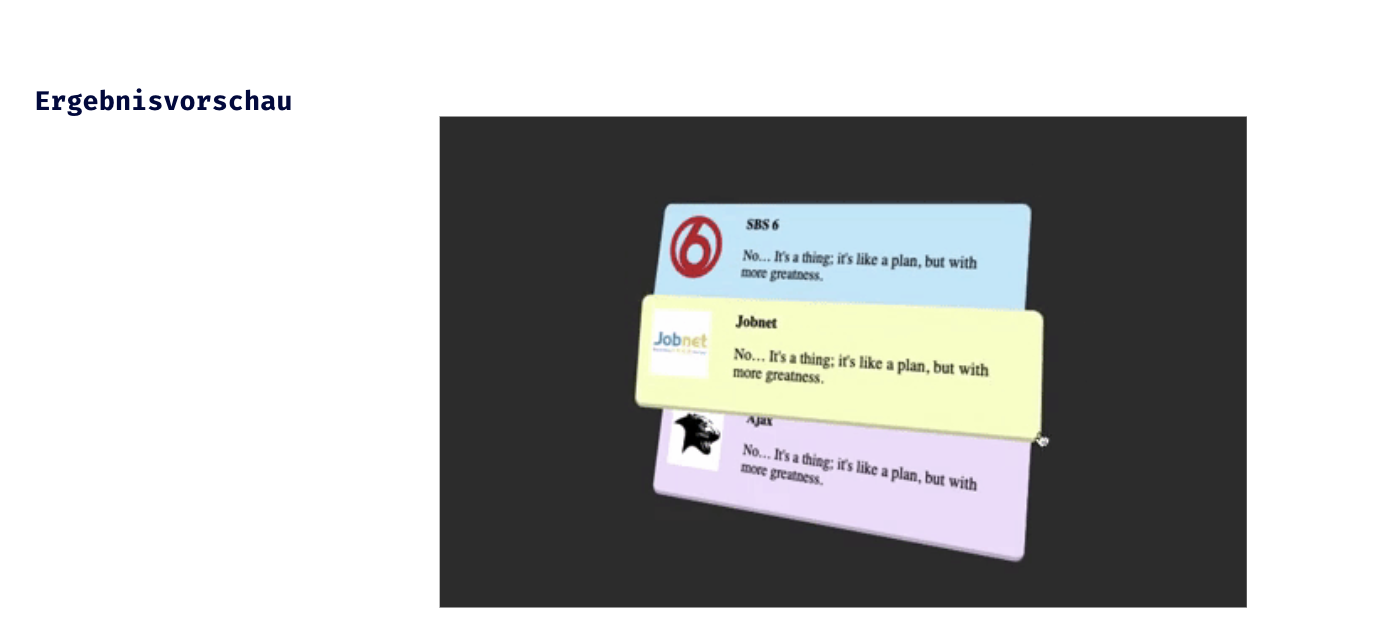 Ergebnisvorschau
SBS 6
No... It's a thing; it's like a plan, but with
more greatness.
Jobnet
Jobnet
No... It's a thing; it's like a plan, but with
more greatness.
Ajax
No... It's a thing; it's like a plan, but with
more greatness.